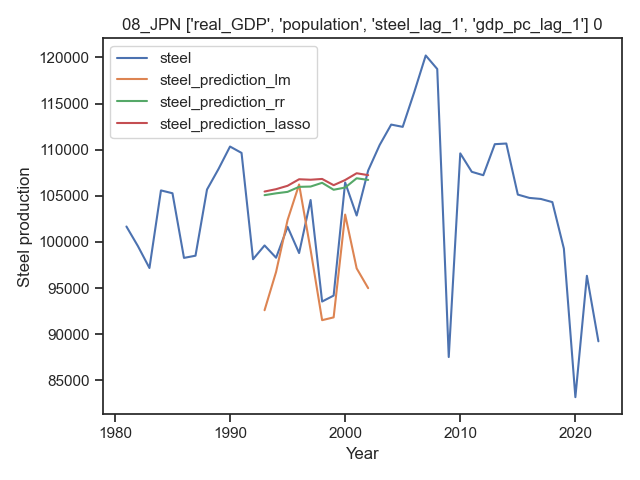 08_JPN ['real_GDP', 'population', 'steel_lag_1', 'gdp_pc_lag_1'] 0
steel
steel_prediction_lm
steel_prediction_rr
steel_prediction_lasso
Steel production
120000
115000
110000
105000
100000
95000
90000
85000
1980
1990
2000
2010
2020
Year